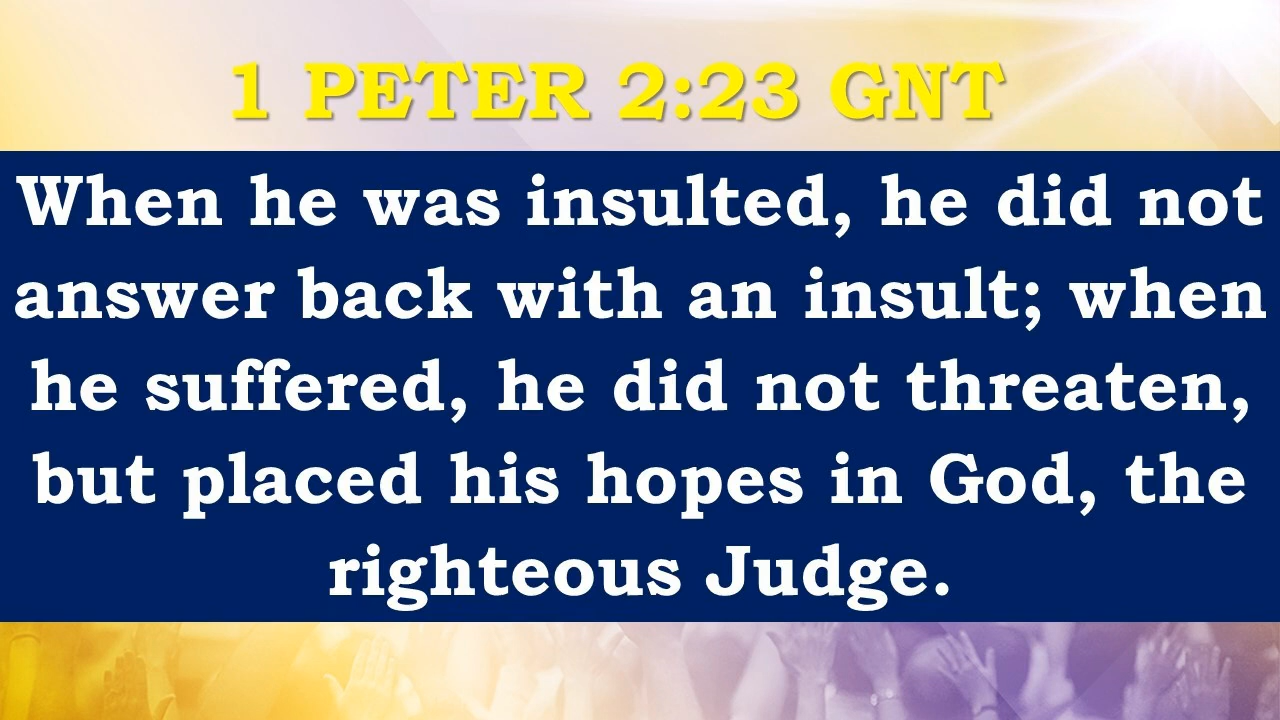 1 PETER 2:23 GNT
When he was insulted, he did not
answer back with an insult; when
he suffered, he did not threaten,
but placed his hopes in God, the
righteous Judge.